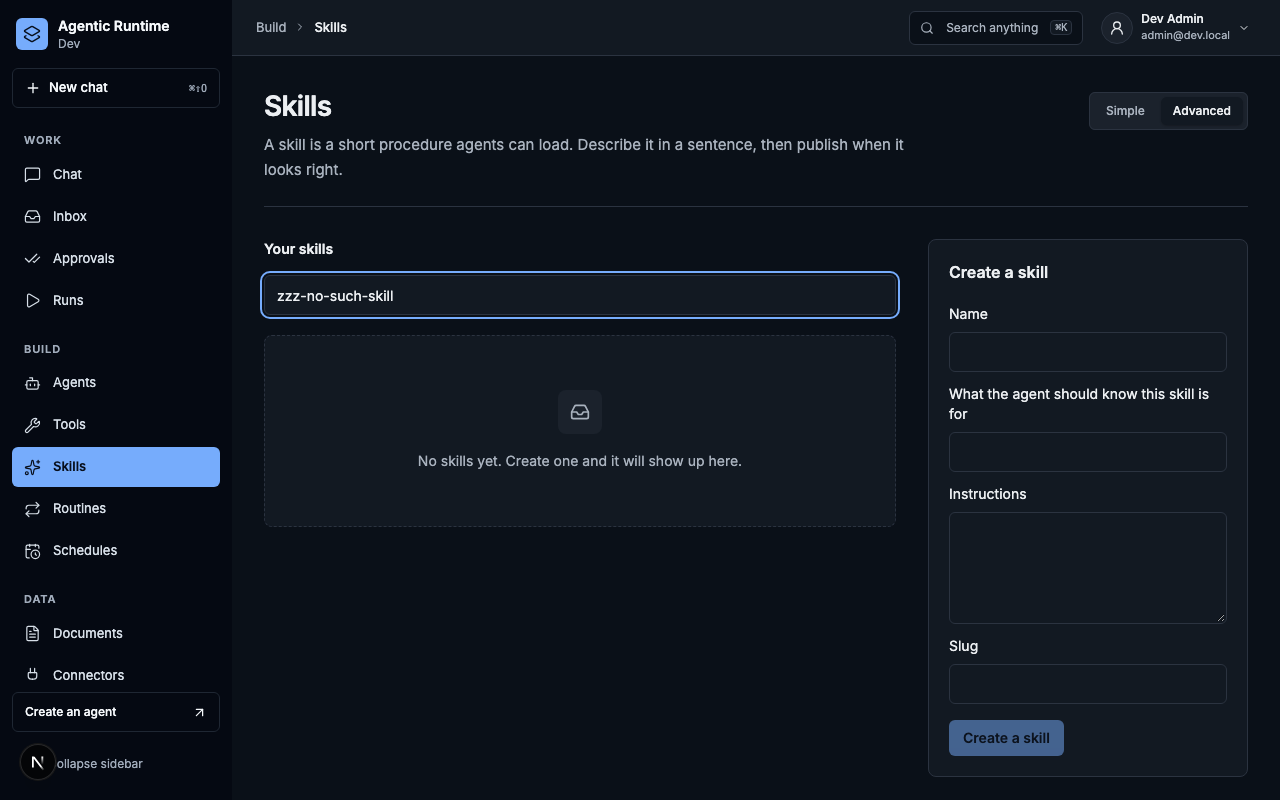 Agentic Runtime
Dev
New chat
⌘⇧O
WORK
Chat
Inbox
Approvals
Runs
BUILD
Agents
Tools
Skills
Routines
Schedules
DATA
Documents
Connectors
Create an agent
N
ollapse sidebar
Build
Skills
Search anything
⌘K
Dev Admin
admin@dev.local
Skills
A skill is a short procedure agents can load. Describe it in a sentence, then publish when it
looks right.
Simple
Advanced
Your skills
zzz-no-such-skill
No skills yet. Create one and it will show up here.
Create a skill
Name
What the agent should know this skill is
for
Instructions
Slug
Create a skill